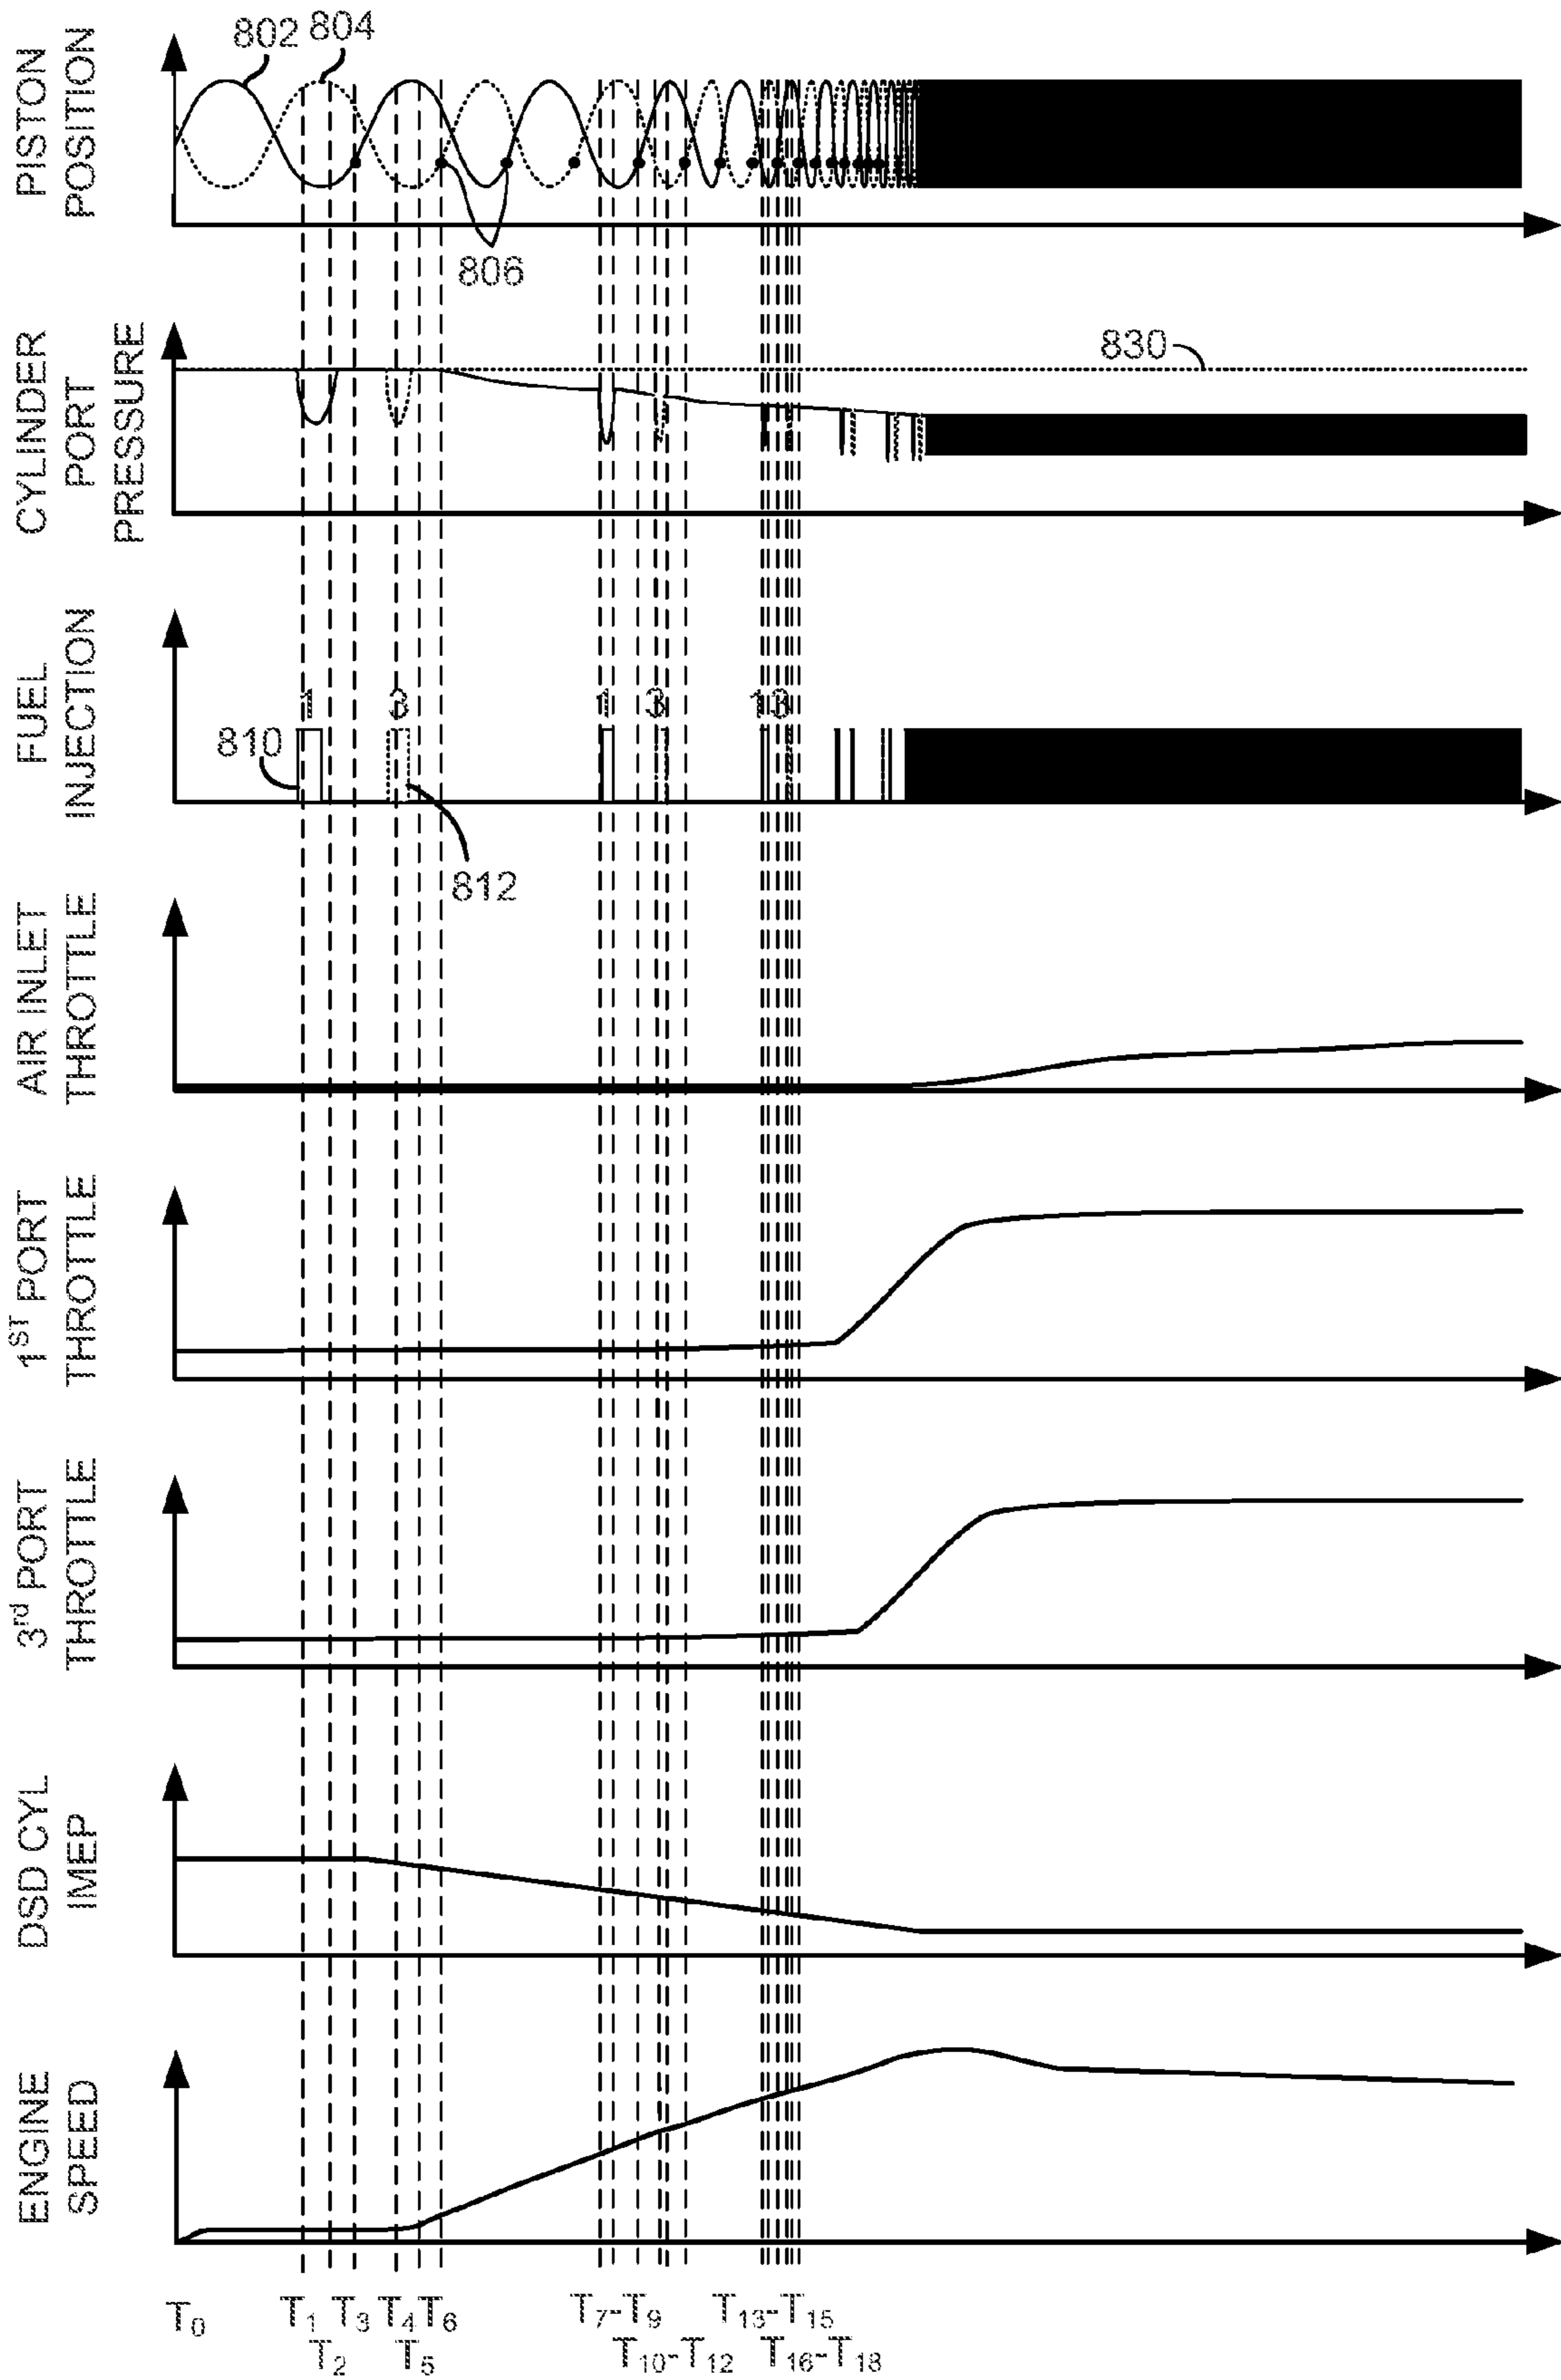 PISTON
POSITION
802
804
806
CYLINDER
PORT
PRESSURE
830
FUEL
INJECTION
1
3
1
3
1
3
810
812
AIR INLET
THROTTLE
1ST PORT
THROTTLE
3rd PORT
THROTTLE
DSD CYL
IMEP
ENGINE
SPEED
T0
T1
T3
T4
T6
T7-T9
T13-T15
T2
T5
T10-T12
T16-T18